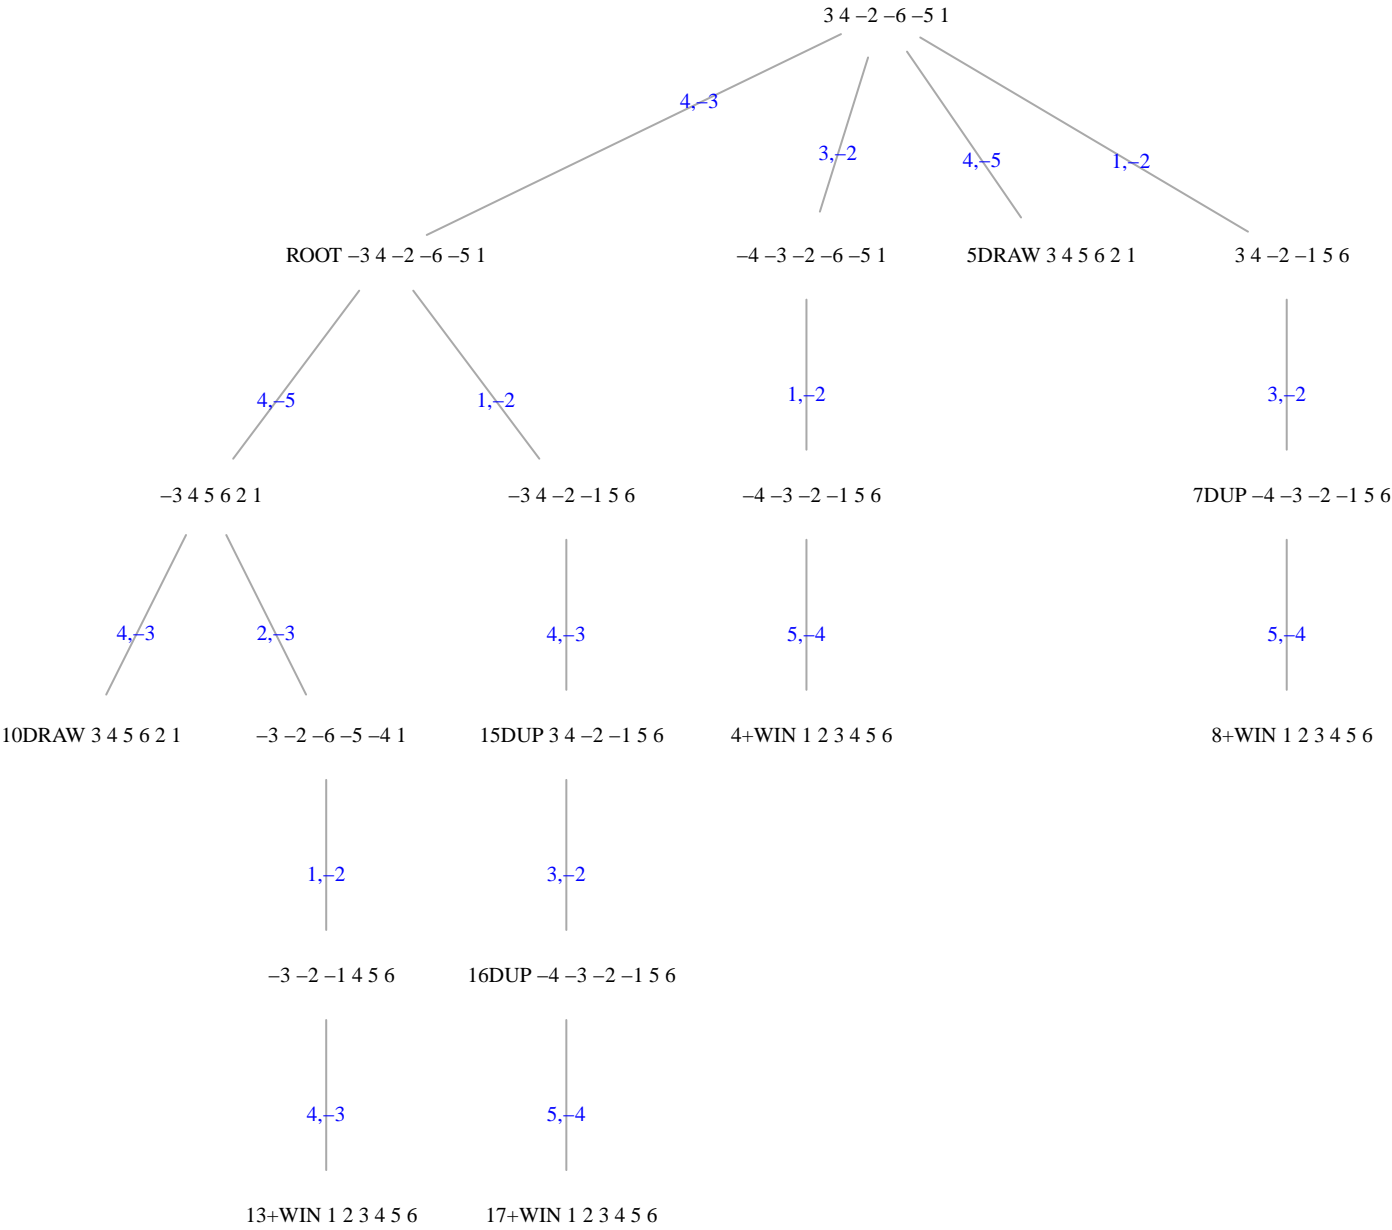 3 4 −2 −6 −5 1
4,−3
3,−2
4,−5
1,−2
ROOT −3 4 −2 −6 −5 1
−4 −3 −2 −6 −5 1
5DRAW 3 4 5 6 2 1
3 4 −2 −1 5 6
4,−5
1,−2
1,−2
3,−2
−3 4 5 6 2 1
−3 4 −2 −1 5 6
−4 −3 −2 −1 5 6
7DUP −4 −3 −2 −1 5 6
4,−3
2,−3
4,−3
5,−4
5,−4
10DRAW 3 4 5 6 2 1
−3 −2 −6 −5 −4 1
15DUP 3 4 −2 −1 5 6
4+WIN 1 2 3 4 5 6
8+WIN 1 2 3 4 5 6
1,−2
3,−2
−3 −2 −1 4 5 6
16DUP −4 −3 −2 −1 5 6
4,−3
5,−4
13+WIN 1 2 3 4 5 6
17+WIN 1 2 3 4 5 6